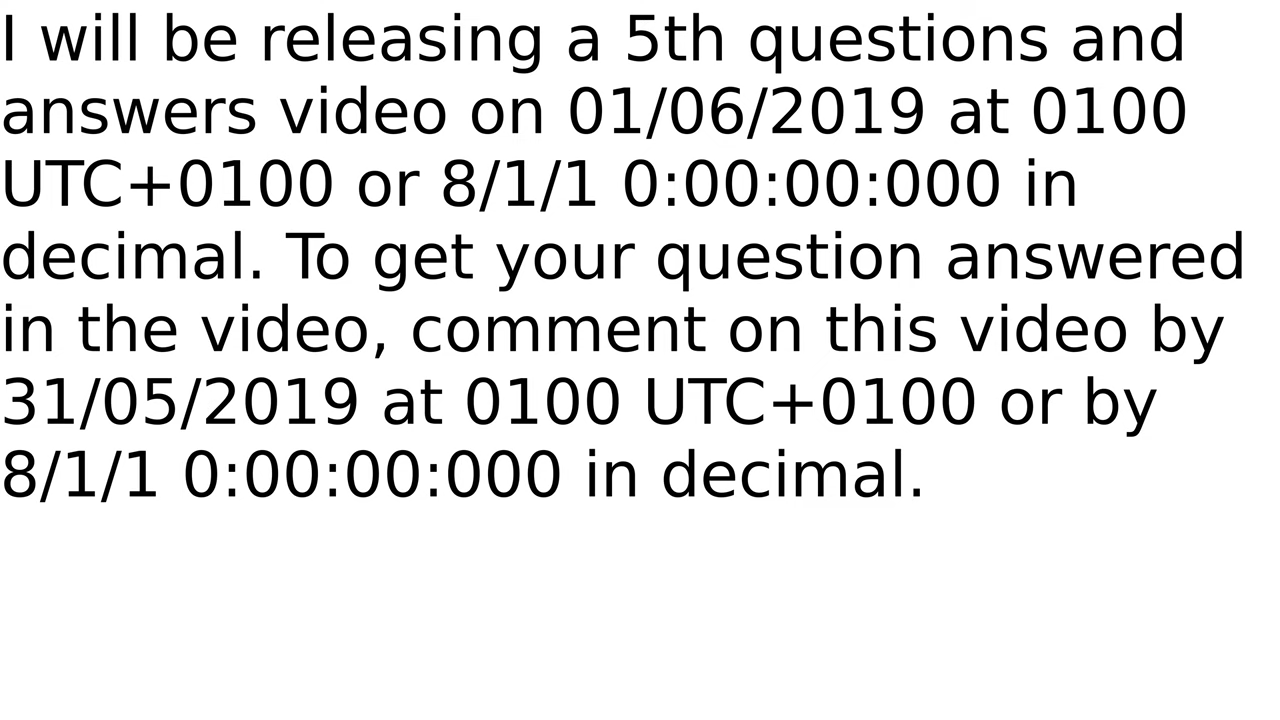 I will be releasing a 5th questions and
answers video on 01/06/2019 at 0100
UTC+0100 or 8/1/1 0:00:00:000 in
decimal. To get your question answered
in the video, comment on this video by
31/05/2019 at 0100 UTC+0100 or by
8/1/1 0:00:00:000 in decimal.